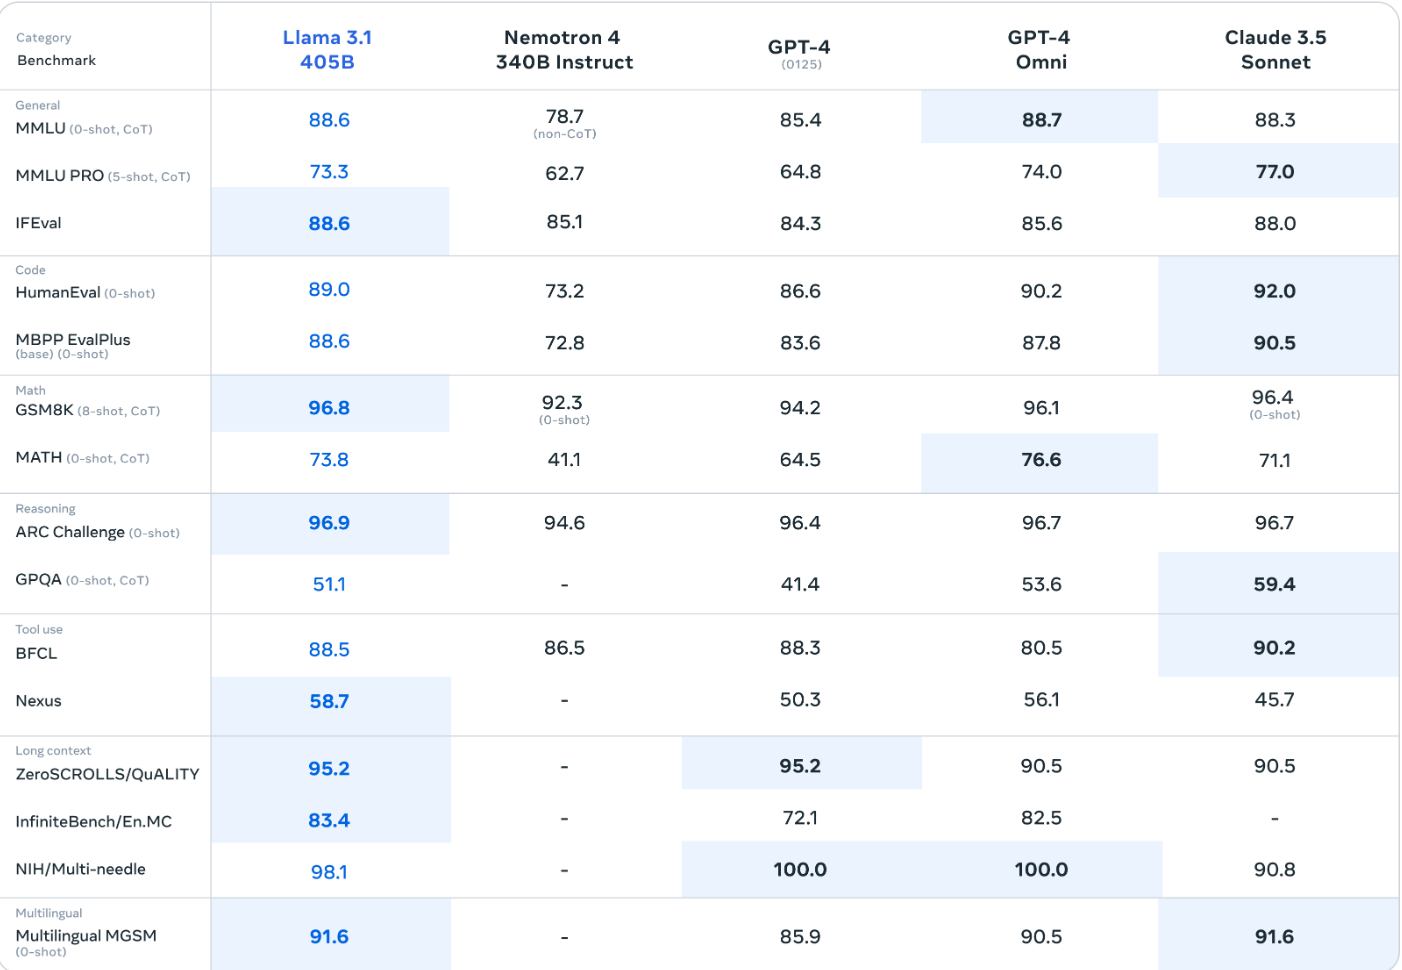 Category
Benchmark
Llama 3.1
405B
Nemotron 4
340B Instruct
GPT-4
(0125)
GPT-4
Omni
Claude 3.5
Sonnet
General
MMLU (0-shot, CoT) 88.6 78.7 85.4 88.7 88.3
(non-CoT)
MMLU PRO (5-shot, CoT) 73.3 62.7 64.8 74.0 77.0
IFEval 88.6 85.1 84.3 85.6 88.0
Code
HumanEval (0-shot) 89.0 73.2 86.6 90.2 92.0
MBPP EvalPlus 88.6 72.8 83.6 87.8 90.5
(base) (0-shot)
Math
GSM8K (8-shot, CoT) 96.8 92.3 94.2 96.1 96.4
(0-shot) (0-shot)
MATH (0-shot, CoT) 73.8 41.1 64.5 76.6 71.1
Reasoning
ARC Challenge (0-shot) 96.9 94.6 96.4 96.7 96.7
GPQA (0-shot, CoT) 51.1 - 41.4 53.6 59.4
Tool use
BFCL 88.5 86.5 88.3 80.5 90.2
Nexus 58.7 - 50.3 56.1 45.7
Long context
ZeroSCROLLS/QuALITY 95.2 - 95.2 90.5 90.5
InfiniteBench/En.MC 83.4 - 72.1 82.5 -
NIH/Multi-needle 98.1 - 100.0 100.0 90.8
Multilingual
Multilingual MGSM 91.6 - 85.9 90.5 91.6
(0-shot)